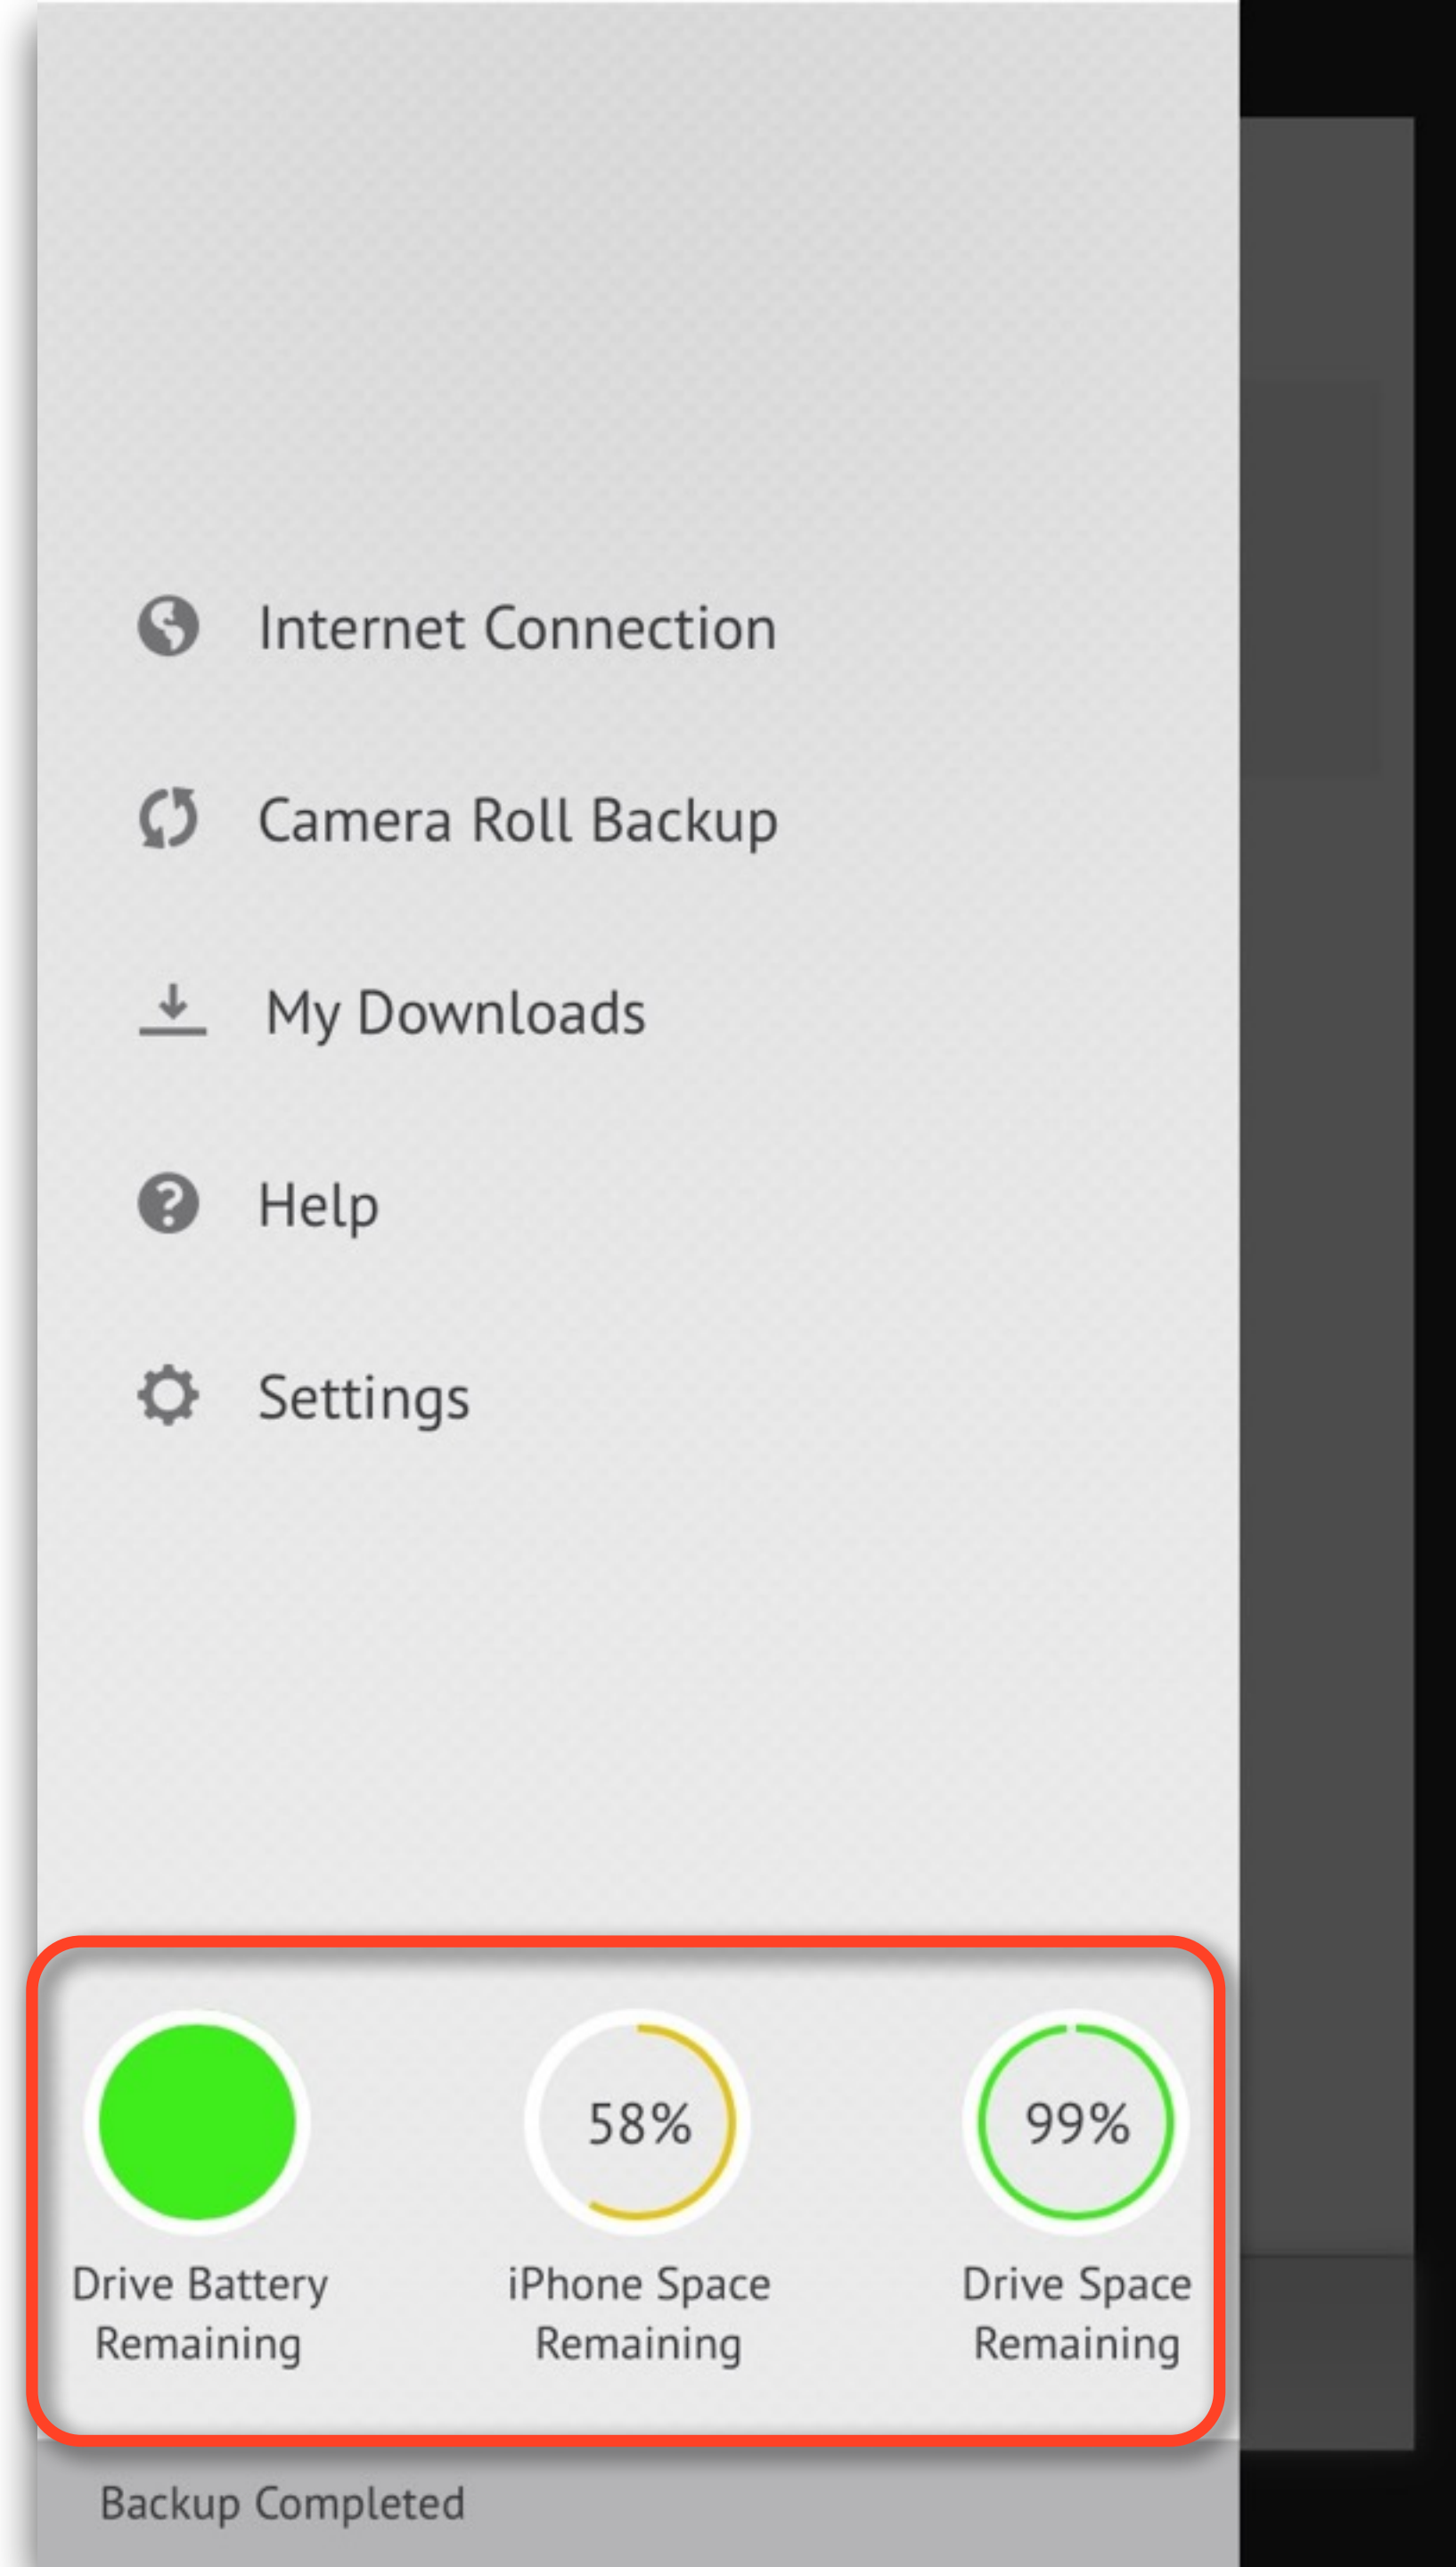 Internet Connection
Camera Roll Backup
My Downloads
Help
Settings
58%
99%
Drive Battery
Remaining
iPhone Space
Remaining
Drive Space
Remaining
Backup Completed